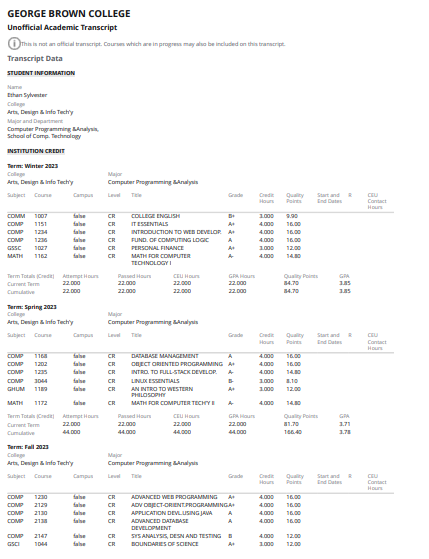 GEORGE BROWN COLLEGE
Unofficial Academic Transcript
This is not an official transcript. Courses which are in progress may also be included on this transcript.
Transcript Data
STUDENT INFORMATION
Name
Ethan Sylvester
College
Arts, Design & Info Tech'y
Major and Department
Computer Programming &Analysis,
School of Comp. Technology
INSTITUTION CREDIT
Term: Winter 2023
College Major
Arts, Design & Info Tech'y Computer Programming &Analysis
Subject Course Campus Level Title Grade Credit Hours Quality Points Start and End Dates R CEU Contact Hours
COMM 1007 false CR COLLEGE ENGLISH B+ 3.000 9.90
COMP 1151 false CR IT ESSENTIALS A+ 4.000 16.00
COMP 1234 false CR INTRODUCTION TO WEB DEVELOP. A+ 4.000 16.00
COMP 1236 false CR FUND. OF COMPUTING LOGIC A 4.000 16.00
GSSC 1027 false CR PERSONAL FINANCE A+ 3.000 12.00
MATH 1162 false CR MATH FOR COMPUTER TECHNOLOGY I A- 4.000 14.80
Term Totals (Credit) Attempt Hours Passed Hours CEU Hours GPA Hours Quality Points GPA
Current Term 22.000 22.000 22.000 22.000 84.70 3.85
Cumulative 22.000 22.000 22.000 22.000 84.70 3.85
Term: Spring 2023
College Major
Arts, Design & Info Tech'y Computer Programming &Analysis
Subject Course Campus Level Title Grade Credit Hours Quality Points Start and End Dates R CEU Contact Hours
COMP 1168 false CR DATABASE MANAGEMENT A 4.000 16.00
COMP 1202 false CR OBJECT ORIENTED PROGRAMMING A+ 4.000 16.00
COMP 1235 false CR INTRO. TO FULL-STACK DEVELOP. A- 4.000 14.80
COMP 3044 false CR LINUX ESSENTIALS B- 3.000 8.10
GHUM 1189 false CR AN INTRO TO WESTERN PHILOSOPHY A+ 3.000 12.00
MATH 1172 false CR MATH FOR COMPUTER TECH'Y II A- 4.000 14.80
Term Totals (Credit) Attempt Hours Passed Hours CEU Hours GPA Hours Quality Points GPA
Current Term 22.000 22.000 22.000 22.000 81.70 3.71
Cumulative 44.000 44.000 44.000 44.000 166.40 3.78
Term: Fall 2023
College Major
Arts, Design & Info Tech'y Computer Programming &Analysis
Subject Course Campus Level Title Grade Credit Hours Quality Points Start and End Dates R CEU Contact Hours
COMP 1230 false CR ADVANCED WEB PROGRAMMING A+ 4.000 16.00
COMP 2129 false CR ADV OBJECT-ORIENT.PROGRAMMING A+ 4.000 16.00
COMP 2130 false CR APPLICATION DEVL.USING JAVA A 4.000 16.00
COMP 2138 false CR ADVANCED DATABASE DEVELOPMENT A 4.000 16.00
COMP 2147 false CR SYS ANALYSIS, DESN AND TESTING B 4.000 12.00
GSCI 1044 false CR BOUNDARIES OF SCIENCE A+ 3.000 12.00